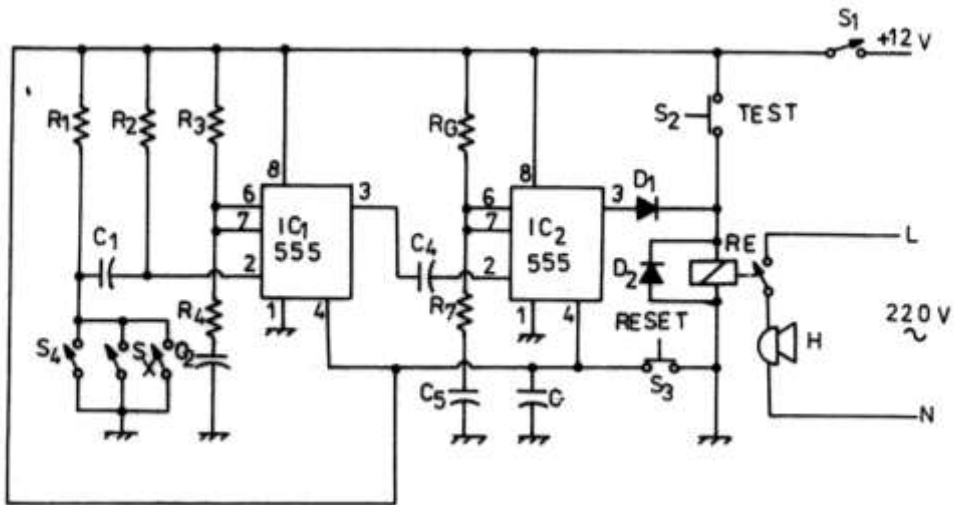 S1
+12 V
R1
R2
R3
RG
S2
TEST
8
8
6
3
6
3
D1
7
IC1
7
IC2
C1
555
C4
555
RE
L
2
2
D2
R4
1
4
R7
1
4
RESET
220 V
~
H
S4
SX
C2
S3
C5
G
N